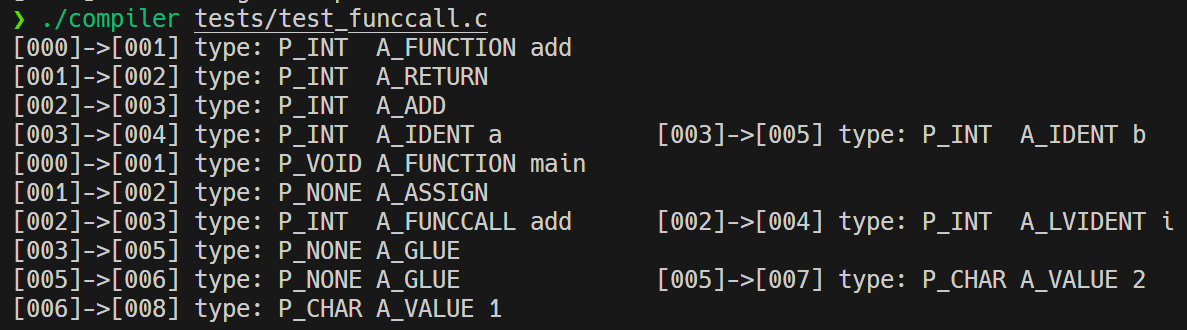 ❯ ./compiler tests/test_funccall.c
[000]->[001] type: P_INT  A_FUNCTION add
[001]->[002] type: P_INT  A_RETURN
[002]->[003] type: P_INT  A_ADD
[003]->[004] type: P_INT  A_IDENT a           [003]->[005] type: P_INT  A_IDENT b
[000]->[001] type: P_VOID A_FUNCTION main
[001]->[002] type: P_NONE A_ASSIGN
[002]->[003] type: P_INT  A_FUNCCALL add      [002]->[004] type: P_INT  A_LVIDENT i
[003]->[005] type: P_NONE A_GLUE
[005]->[006] type: P_NONE A_GLUE              [005]->[007] type: P_CHAR A_VALUE 2
[006]->[008] type: P_CHAR A_VALUE 1